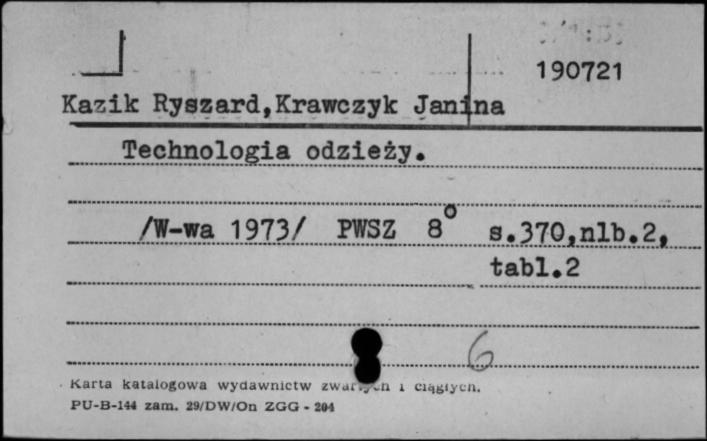 190721
Kazik Ryszard,Krawczyk Janina
Technologia odzieży.
/W-wa 1973/ PWSZ 8° s.370,nlb.2,
tabl.2
6
Karta katalogowa wydawnictw zwartych i ciągłych.
PU-B-144 zam. 29/DW/On ZGG - 204